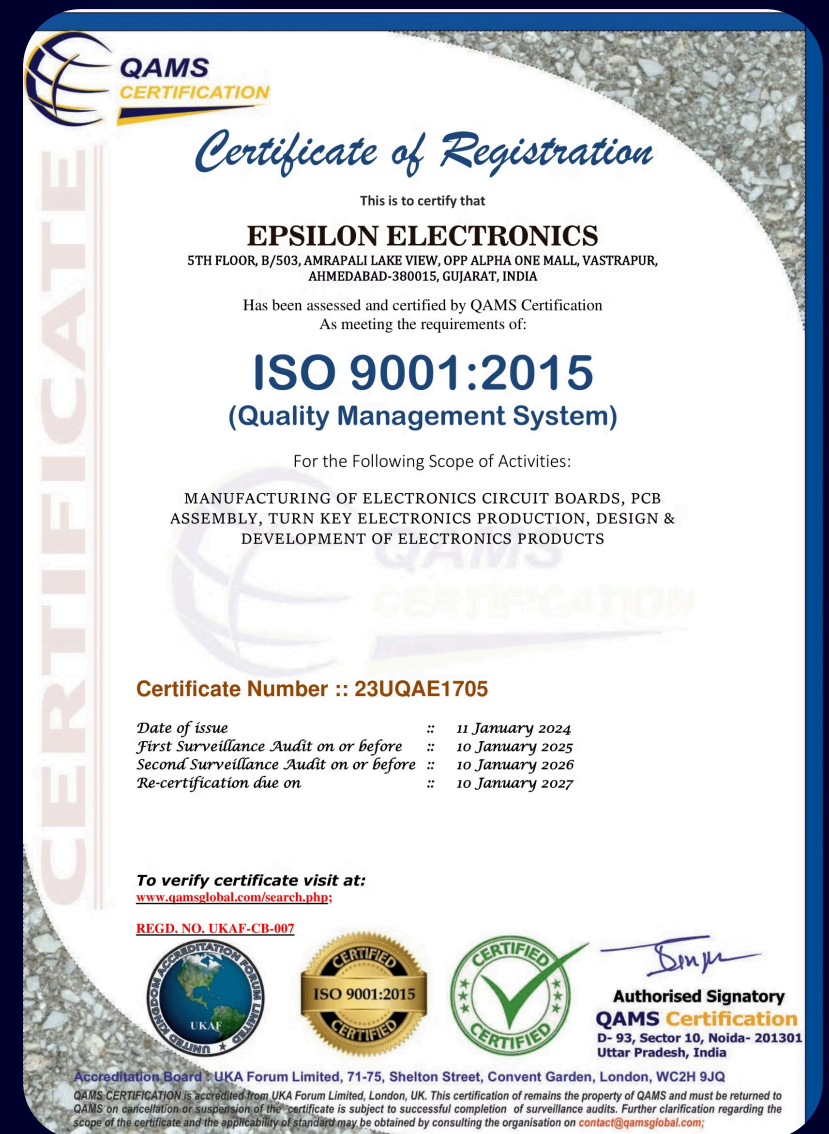 QAMS
CERTIFICATION
Certificate of Registration
This is to certify that
EPSILON ELECTRONICS
5TH FLOOR, B/503, AMRAPALI LAKE VIEW, OPP ALPHA ONE MALL, VASTRAPUR,
AHMEDABAD-380015, GUJARAT, INDIA
Has been assessed and certified by QAMS Certification
As meeting the requirements of:
ISO 9001:2015
(Quality Management System)
For the Following Scope of Activities:
MANUFACTURING OF ELECTRONICS CIRCUIT BOARDS, PCB
ASSEMBLY, TURN KEY ELECTRONICS PRODUCTION, DESIGN &
DEVELOPMENT OF ELECTRONICS PRODUCTS
QAMS
CERTIFICATION
CERTIFICATE
Certificate Number :: 23UQAE1705
Date of issue :: 11 January 2024
First Surveillance Audit on or before :: 10 January 2025
Second Surveillance Audit on or before :: 10 January 2026
Re-certification due on :: 10 January 2027
To verify certificate visit at:
www.qamsglobal.com/search.php;
REGD. NO. UKAF-CB-007
UNITED KINGDOM ACCREDITATION FORUM LIMITED
UKAF
CERTIFIED
ISO 9001:2015
CERTIFIED
CERTIFIED
CERTIFIED
Authorised Signatory
QAMS Certification
D- 93, Sector 10, Noida- 201301
Uttar Pradesh, India
Accreditation Board : UKA Forum Limited, 71-75, Shelton Street, Convent Garden, London, WC2H 9JQ
QAMS CERTIFICATION is accredited from UKA Forum Limited, London, UK. This certification of remains the property of QAMS and must be returned to
QAMS on cancellation or suspension of the certificate is subject to successful completion of surveillance audits. Further clarification regarding the
scope of the certificate and the applicability of standard may be obtained by consulting the organisation on contact@qamsglobal.com;